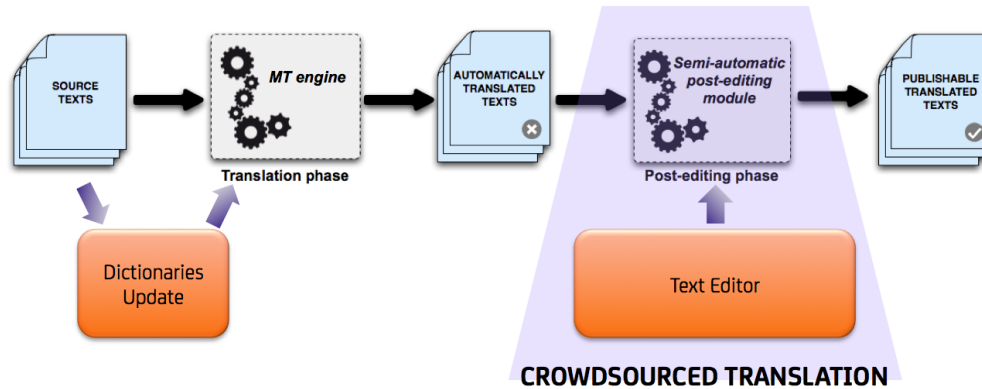 SOURCE
TEXTS
MT engine
Translation phase
AUTOMATICALLY
TRANSLATED
TEXTS
Semi-automatic
post-editing
module
Post-editing phase
PUBLISHABLE
TRANSLATED
TEXTS
Dictionaries
Update
Text Editor
CROWDSOURCED TRANSLATION